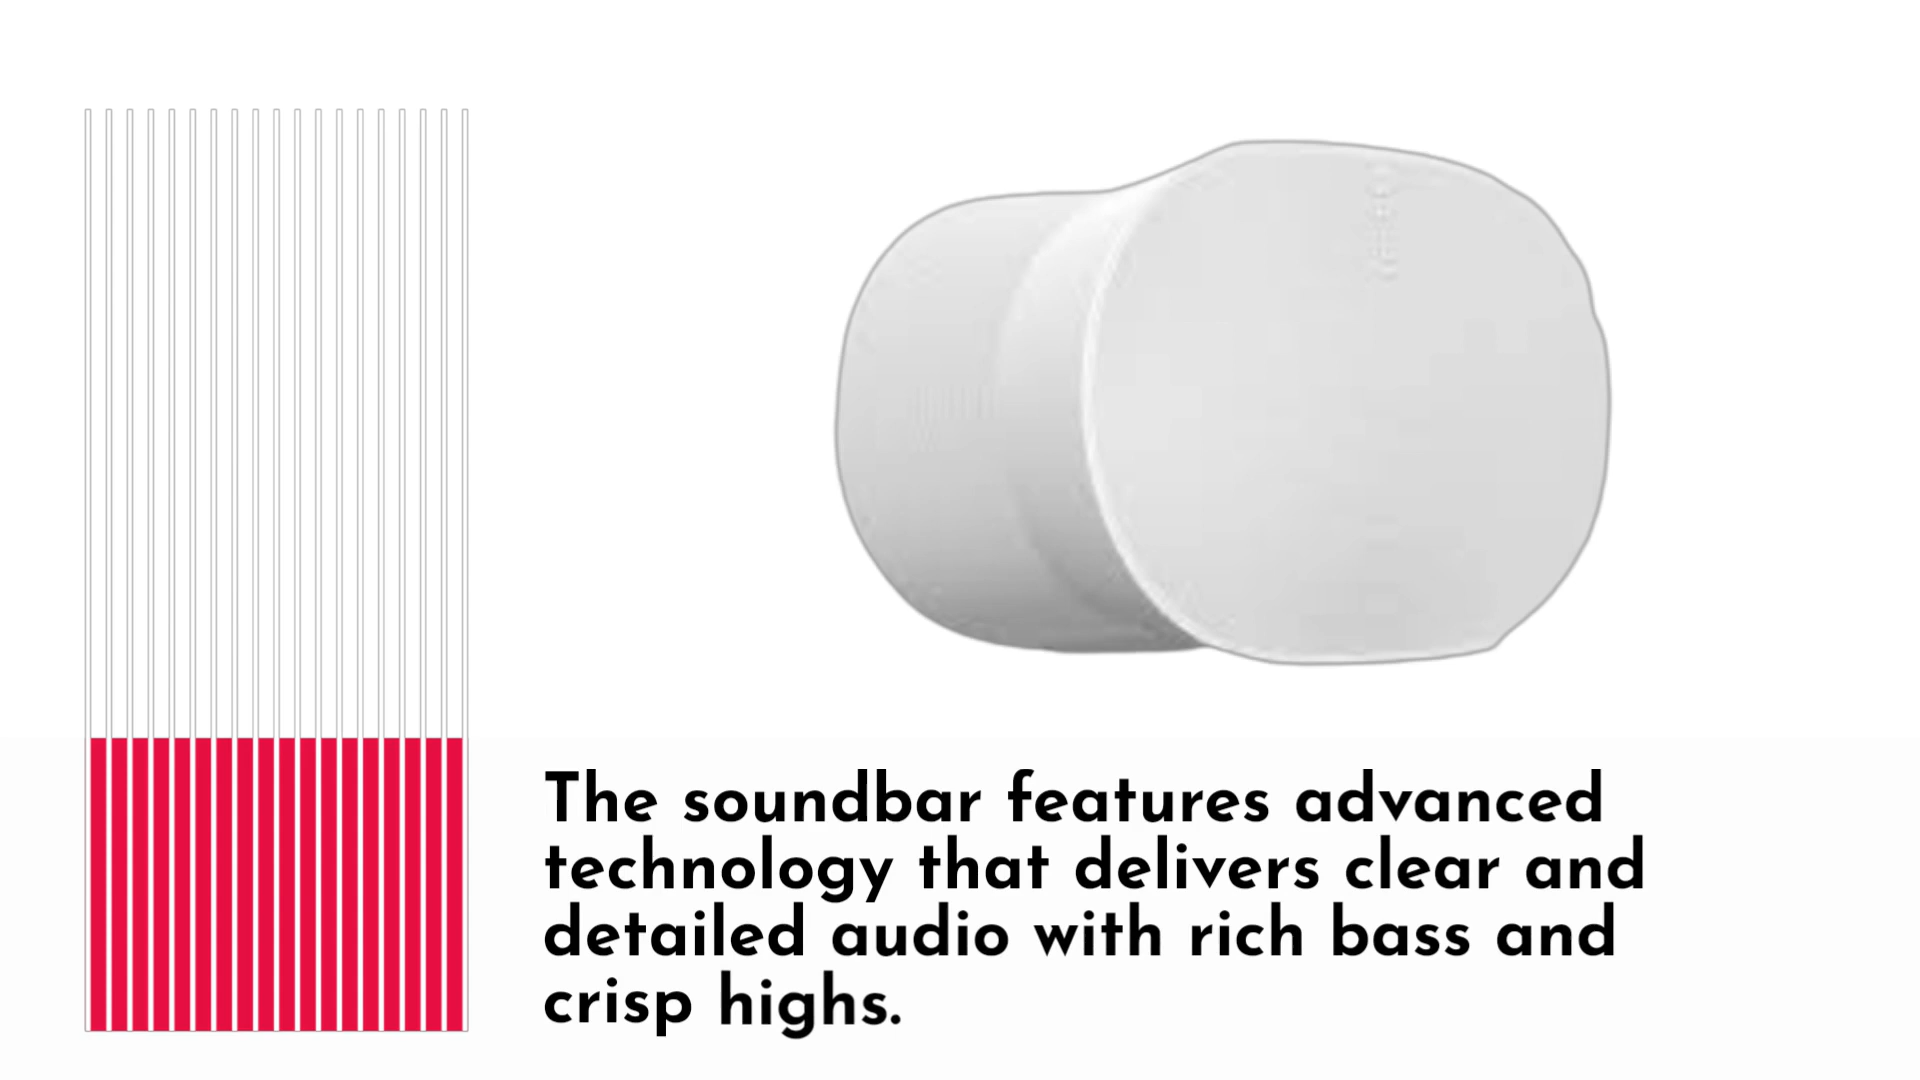 The soundbar features advanced
technology that delivers clear and
detailed audio with rich bass and
crisp highs.